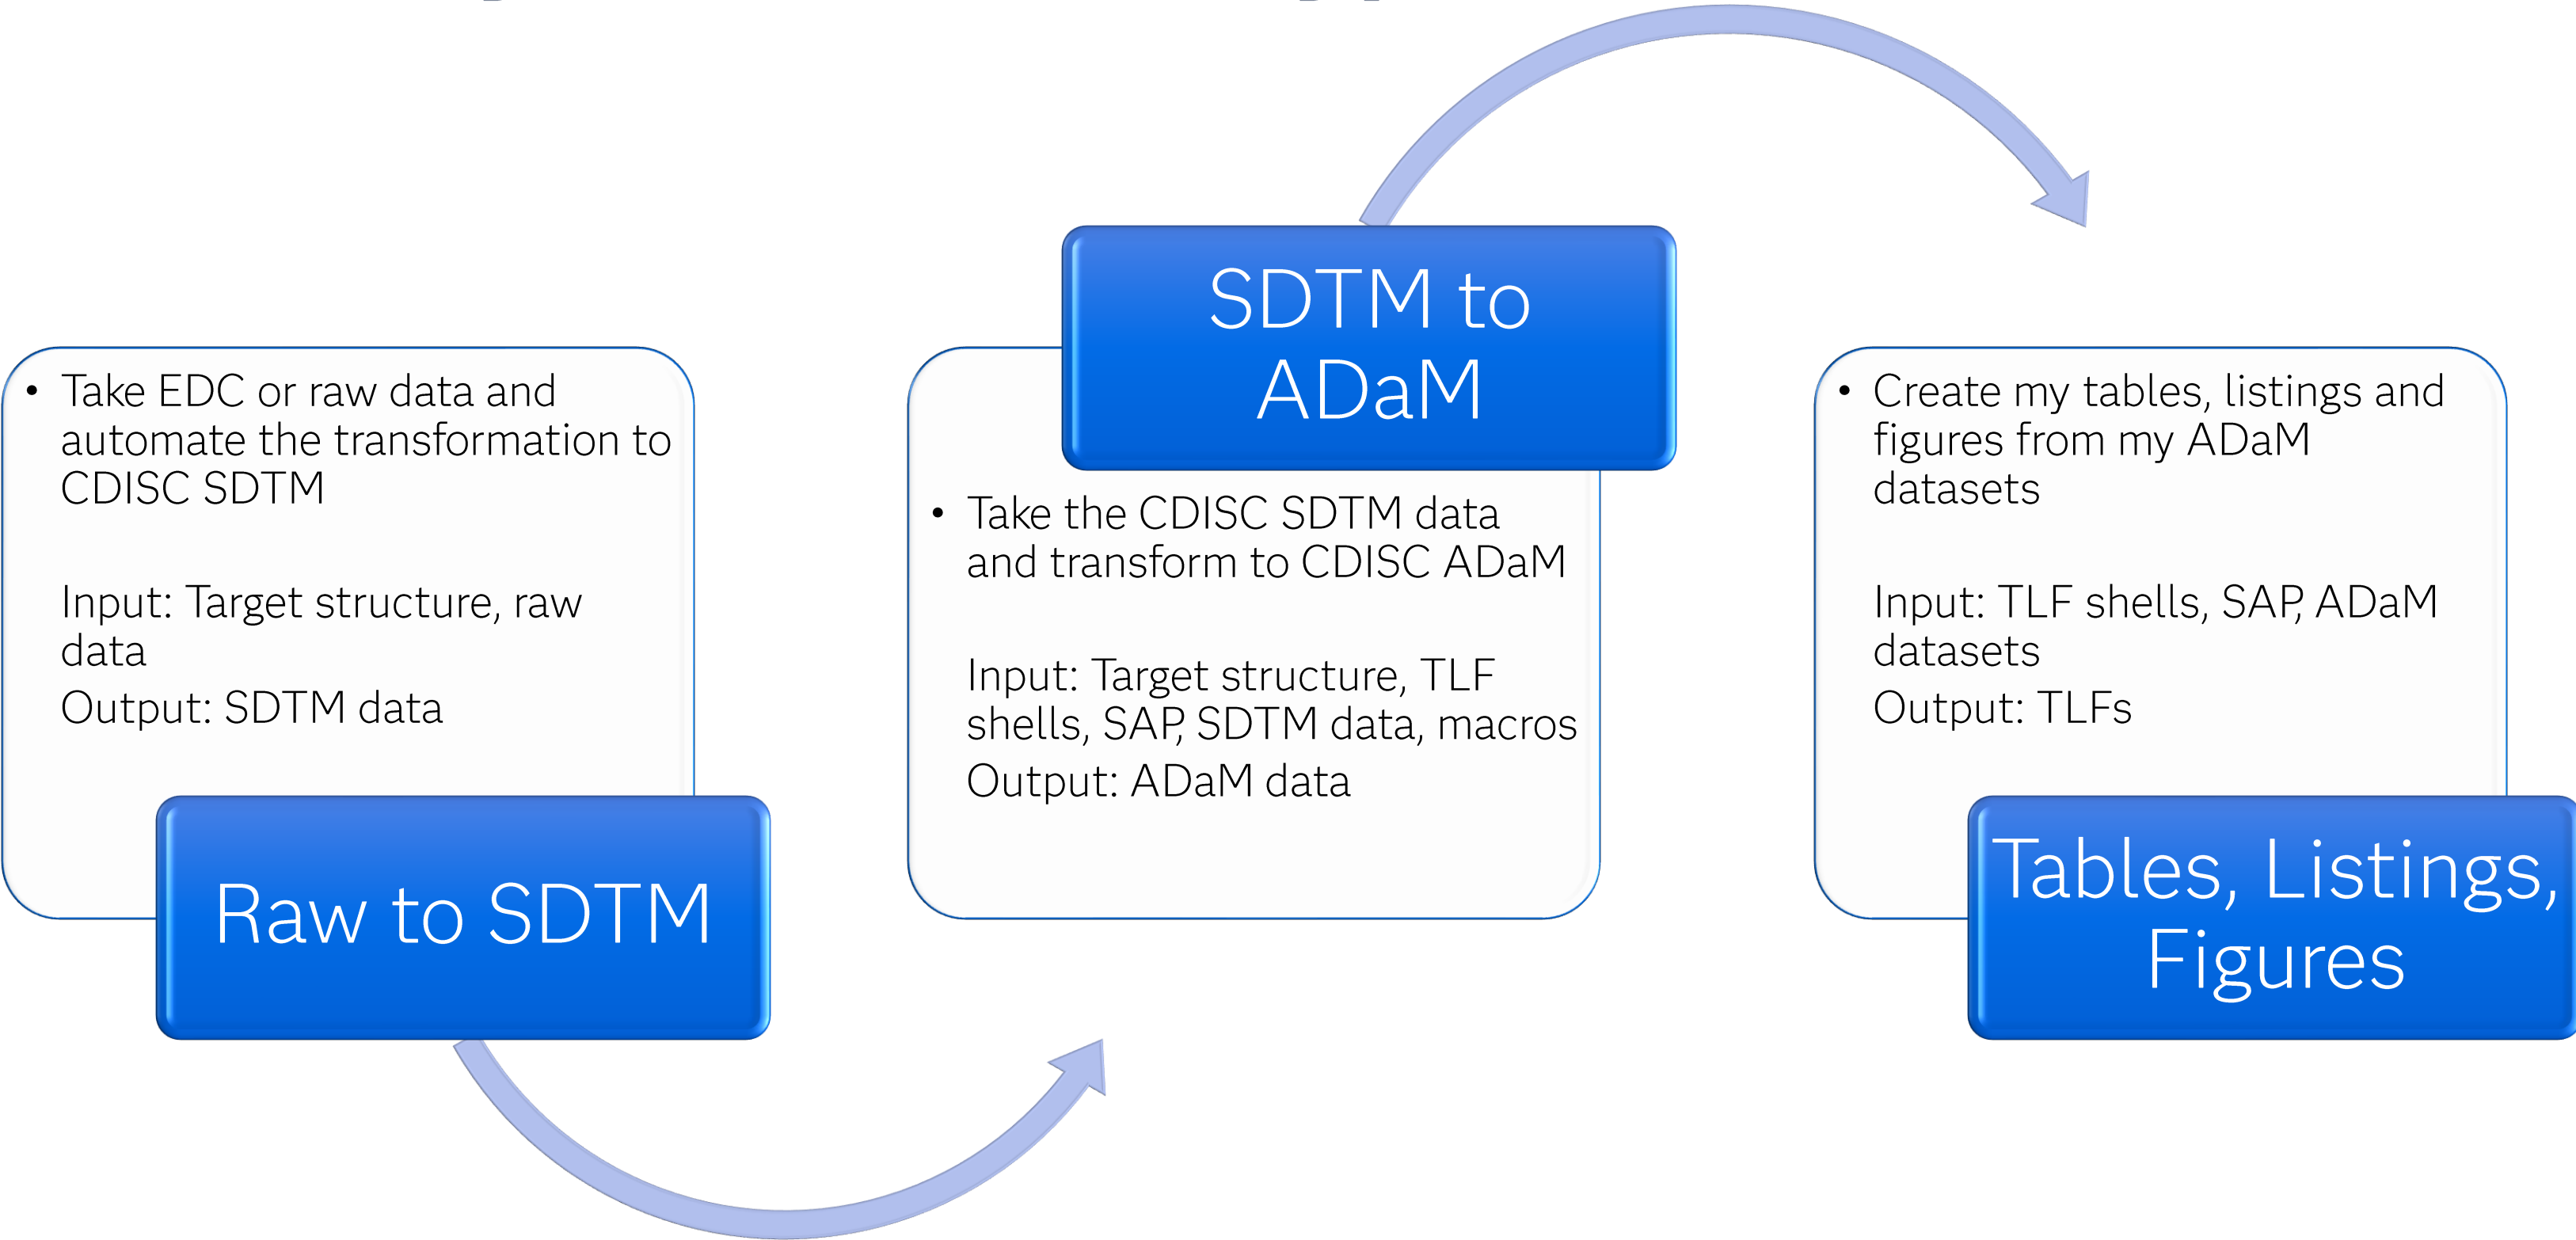 • Take EDC or raw data and
automate the transformation to
CDISC SDTM
Input: Target structure, raw
data
Output: SDTM data
Raw to SDTM
SDTM to
ADaM
• Take the CDISC SDTM data
and transform to CDISC ADaM
Input: Target structure, TLF
shells, SAP, SDTM data, macros
Output: ADaM data
• Create my tables, listings and
figures from my ADaM
datasets
Input: TLF shells, SAP, ADaM
datasets
Output: TLFs
Tables, Listings,
Figures